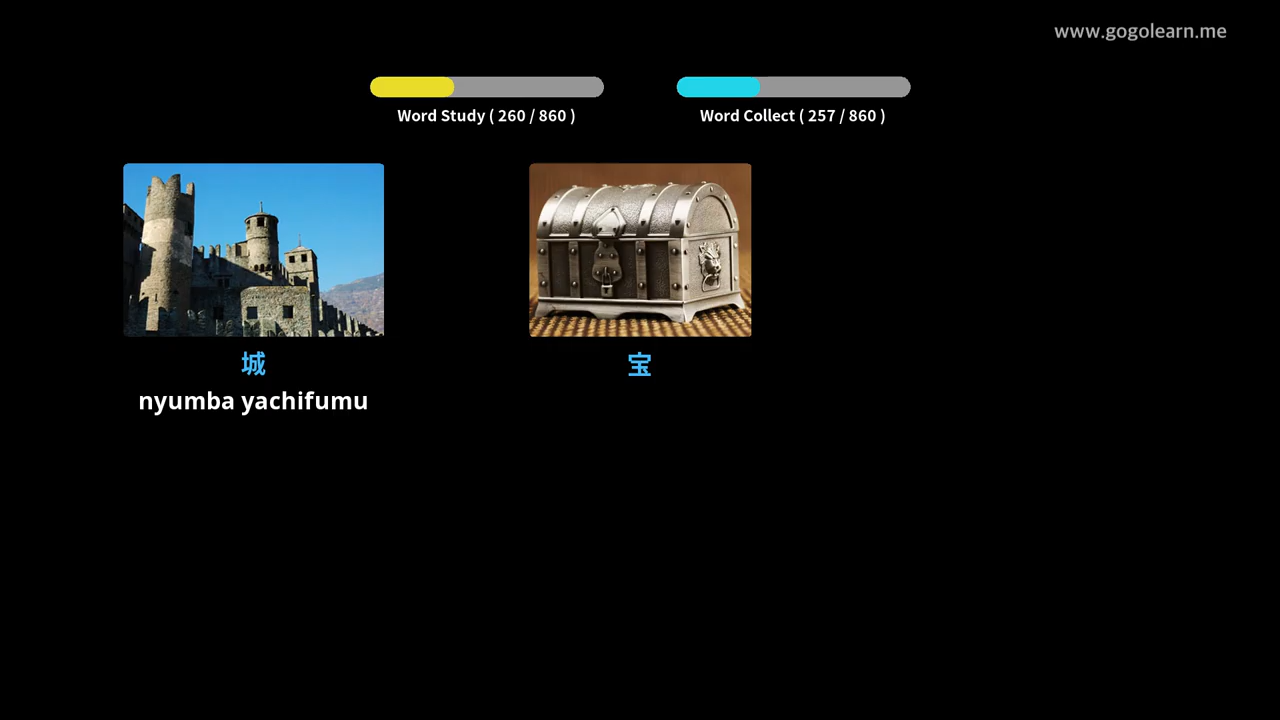 www.gogolearn.me
Word Study ( 260 / 860 )
Word Collect ( 257 / 860 )
城
宝
nyumba yachifumu